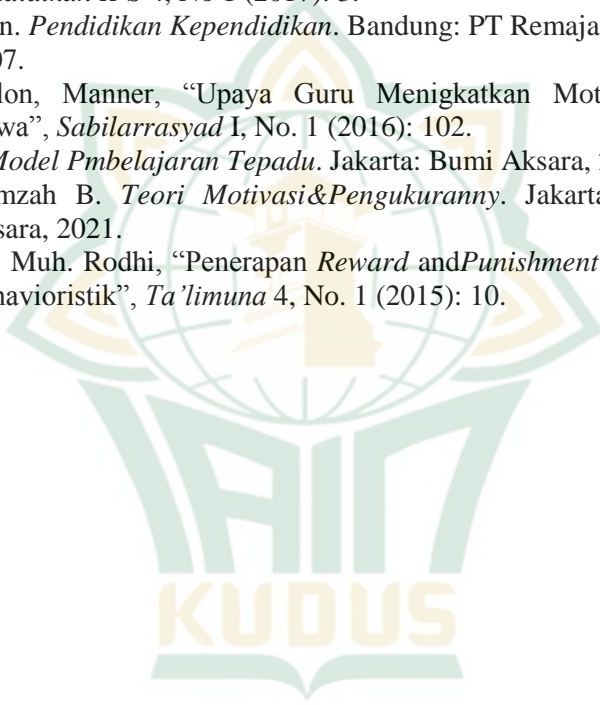 IPS 4, No 1 (2017): 3.
n. Pendidikan Kependidikan. Bandung: PT Remaja
07.
lon, Manner, “Upaya Guru Menigkatkan Mot
wa”, Sabilarrasyad I, No. 1 (2016): 102.
Model Pmbelajaran Tepadu. Jakarta: Bumi Aksara,
mzah B. Teori Motivasi&Pengukuranny. Jakarta
sara, 2021.
Muh. Rodhi, “Penerapan Reward andPunishment
navioristik”, Ta’limuna 4, No. 1 (2015): 10.
IAIN
KUDUS